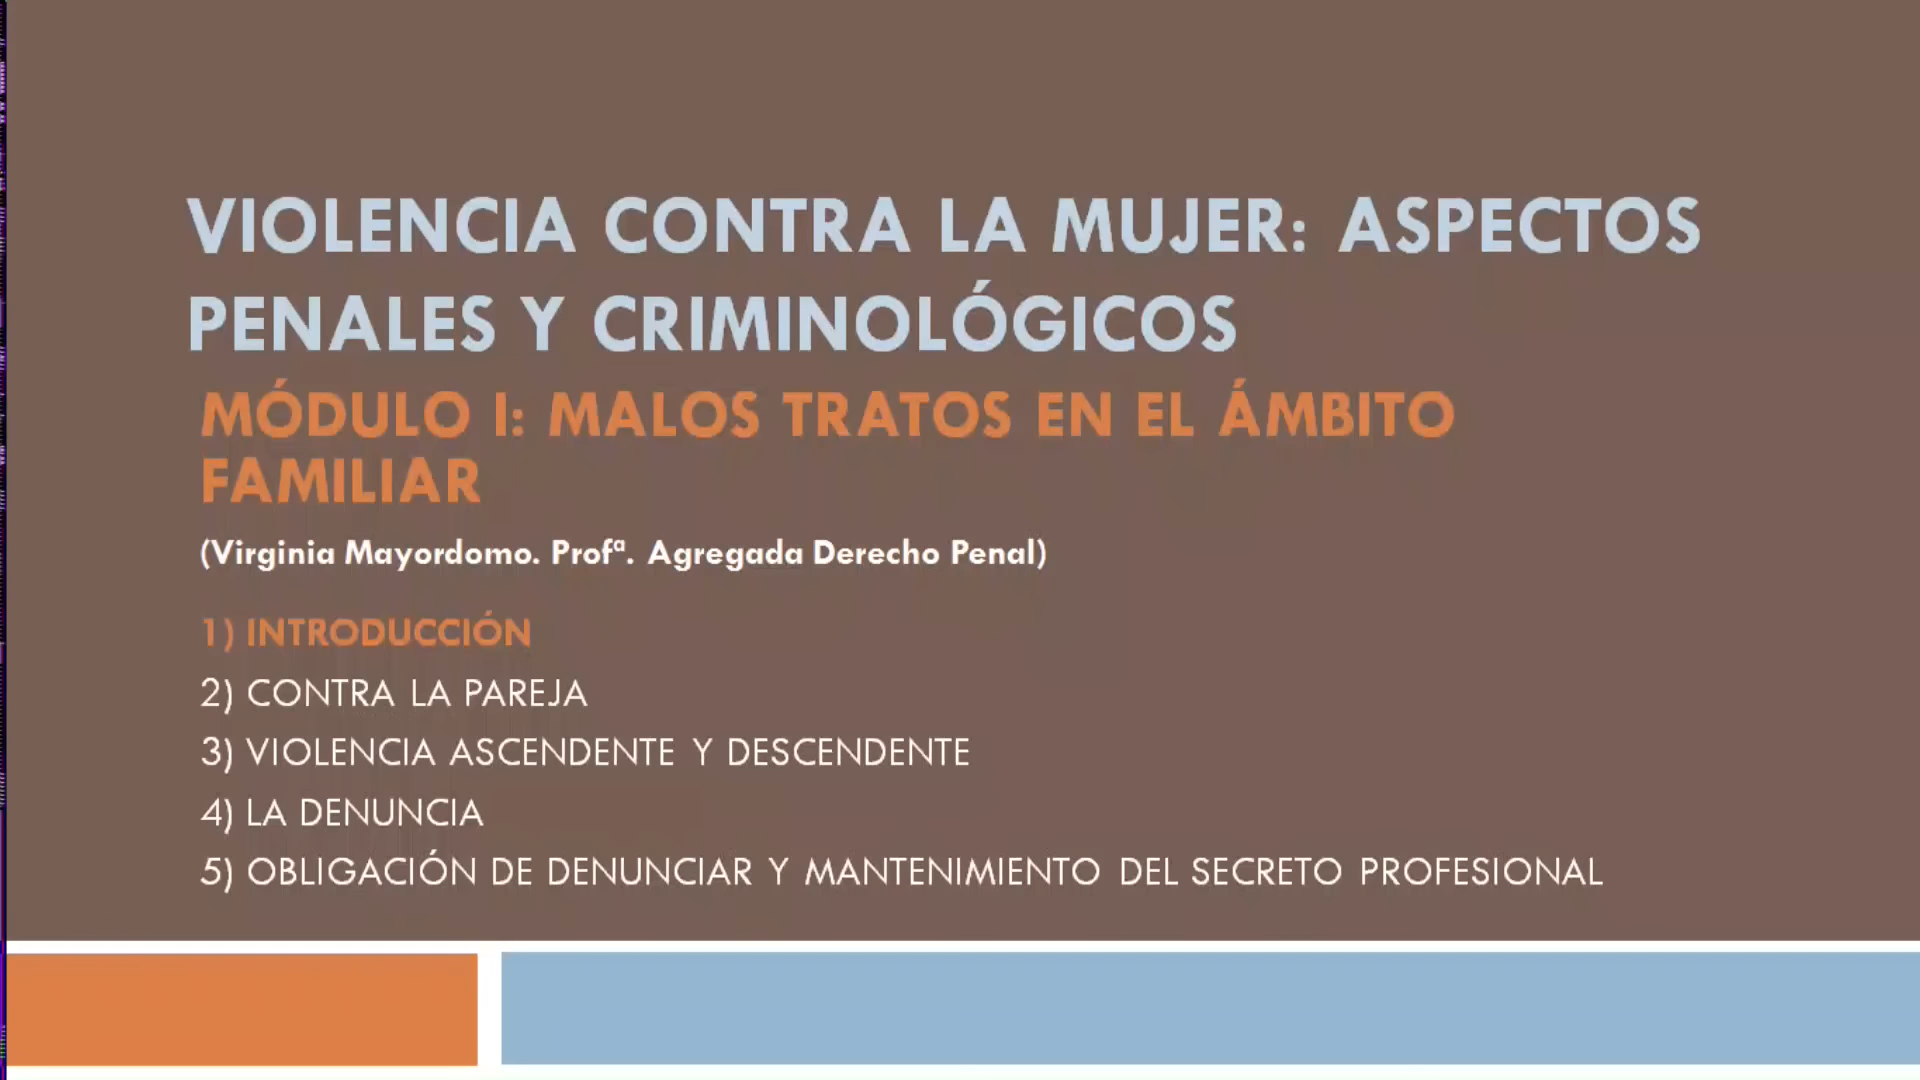 VIOLENCIA CONTRA LA MUJER: ASPECTOS
PENALES Y CRIMINOLÓGICOS
MÓDULO I: MALOS TRATOS EN EL ÁMBITO
FAMILIAR
(Virginia Mayordomo. Profª. Agregada Derecho Penal)
1) INTRODUCCIÓN
2) CONTRA LA PAREJA
3) VIOLENCIA ASCENDENTE Y DESCENDENTE
4) LA DENUNCIA
5) OBLIGACIÓN DE DENUNCIAR Y MANTENIMIENTO DEL SECRETO PROFESIONAL